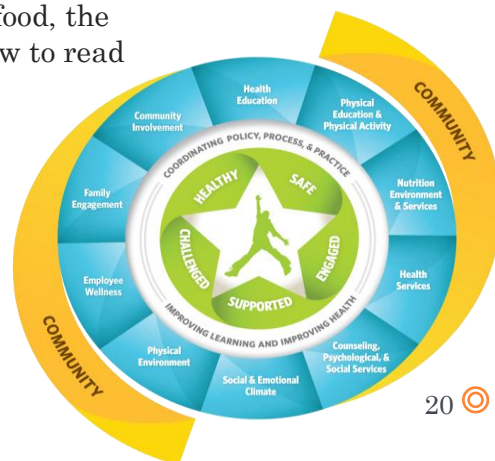 food, the
w to read
COMMUNITY
Health
Education
Physical
Education &
Physical Activity
Nutrition
Environment
& Services
Health
Services
Counseling,
Psychological, &
Social Services
Social & Emotional
Climate
Physical
Environment
Employee
Wellness
Family
Engagement
Community
Involvement
COORDINATING POLICY, PROCESS, & PRACTICE
IMPROVING LEARNING AND IMPROVING HEALTH
HEALTHY
SAFE
ENGAGED
SUPPORTED
CHALLENGED
COMMUNITY
20